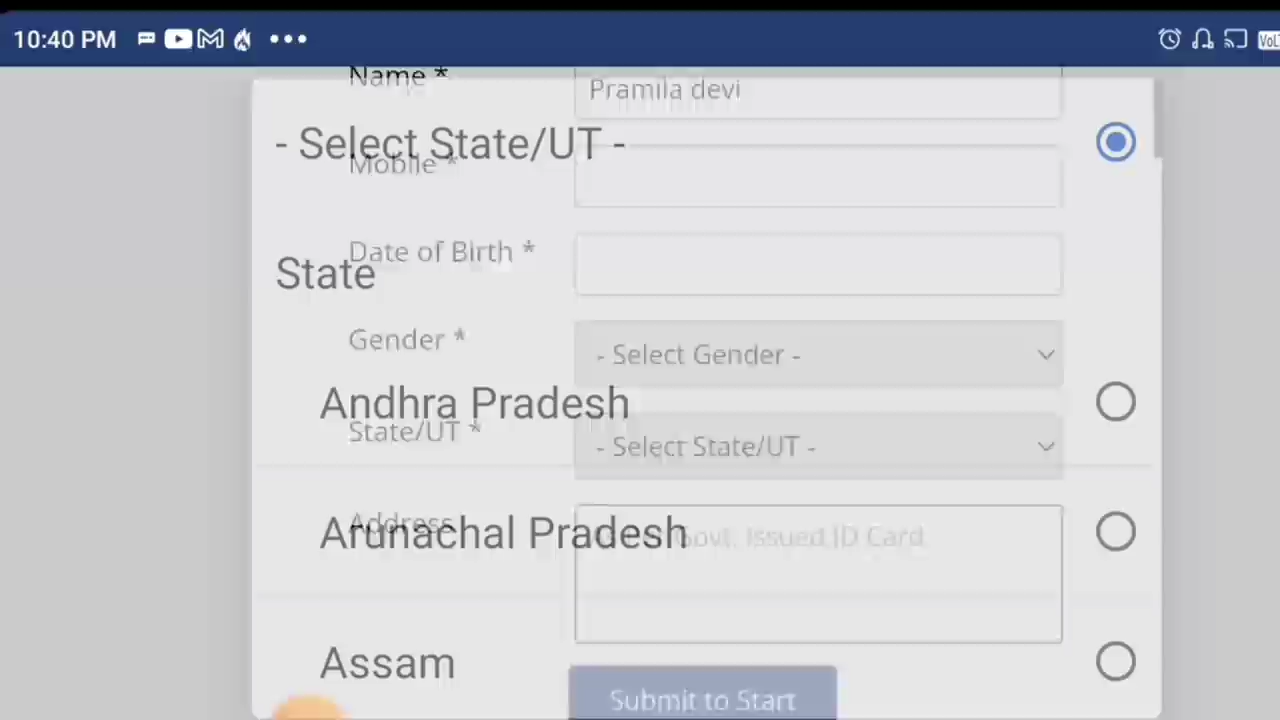 10:40 PM
Name *
Pramila devi
- Select State/UT -
Mobile *
Date of Birth *
State
Gender *
- Select Gender -
Andhra Pradesh
State/UT *
- Select State/UT -
Address
Arunachal Pradesh
Govt. Issued ID Card
Assam
Submit to Start